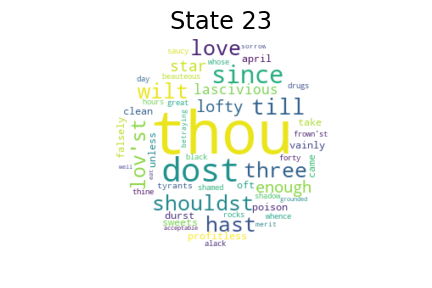 State 23
saucy love sorrow
whose april
day star since
beauteous drugs
wilt lascivious
hours great lofty till
clean take
falsely lov'st unless betraying thou frown'st
vainly
black forty
well eat dost three came
tyrants shamed oft enough
thine shadow grounded
shouldst poison
durst rocks whence
sweets hast merit
acceptable profitless
alack